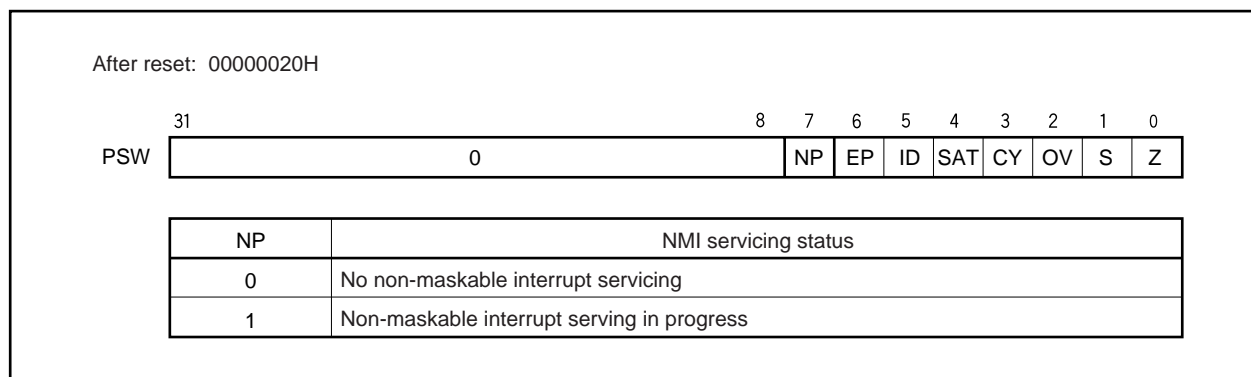 After reset: 00000020H
31 8 7 6 5 4 3 2 1 0
PSW 0 NP EP ID SAT CY OV S Z
NP NMI servicing status
0 No non-maskable interrupt servicing
1 Non-maskable interrupt serving in progress